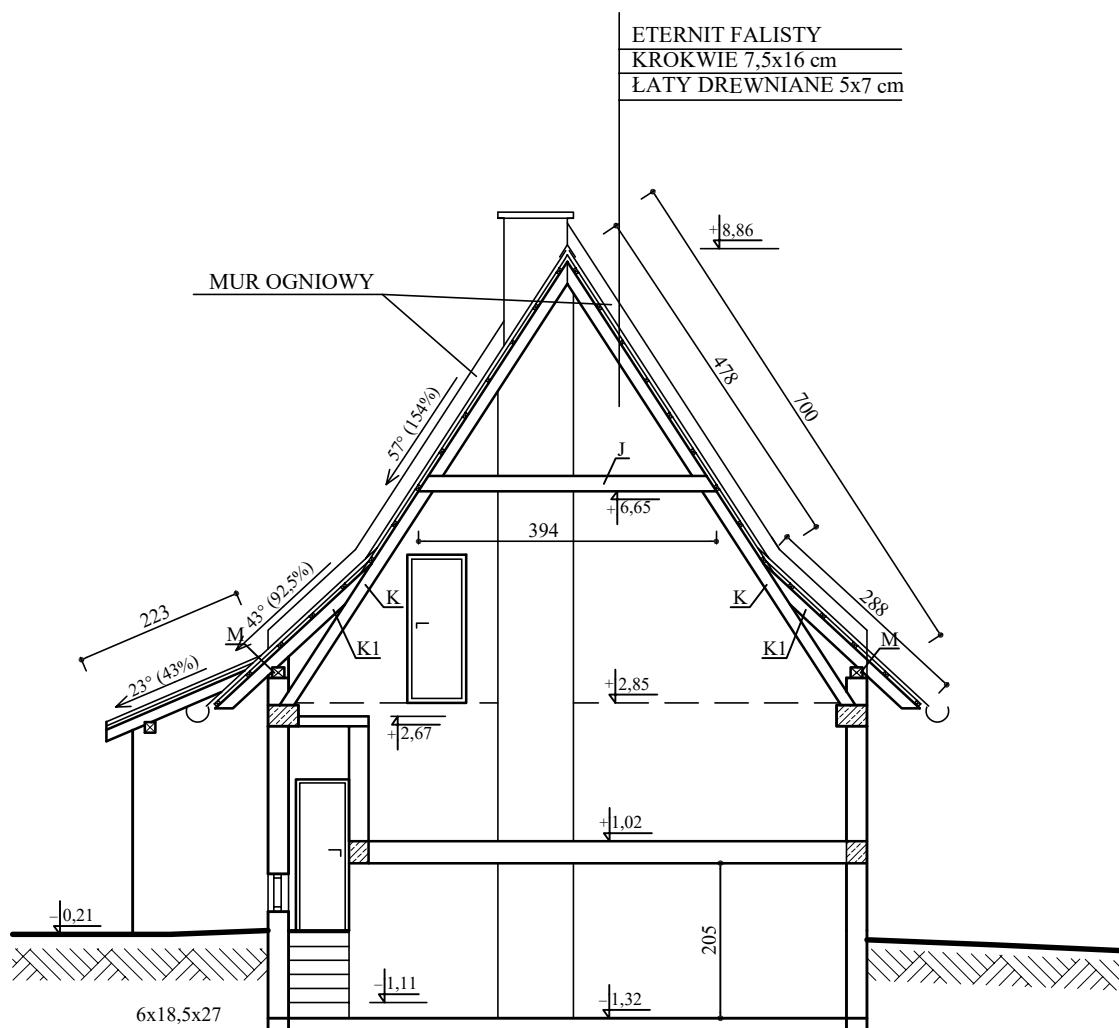 ETERNIT FALISTY
KROKWIE 7,5x16 cm
ŁATY DREWNIANE 5x7 cm
+8,86
MUR OGNIOWY
478
700
57° (154%)
J
+6,65
394
43° (92,5%)
223
K
K
288
M
K1
K1
M
23° (43%)
+2,85
+2,67
+1,02
-0,21
205
-1,11
-1,32
6x18,5x27